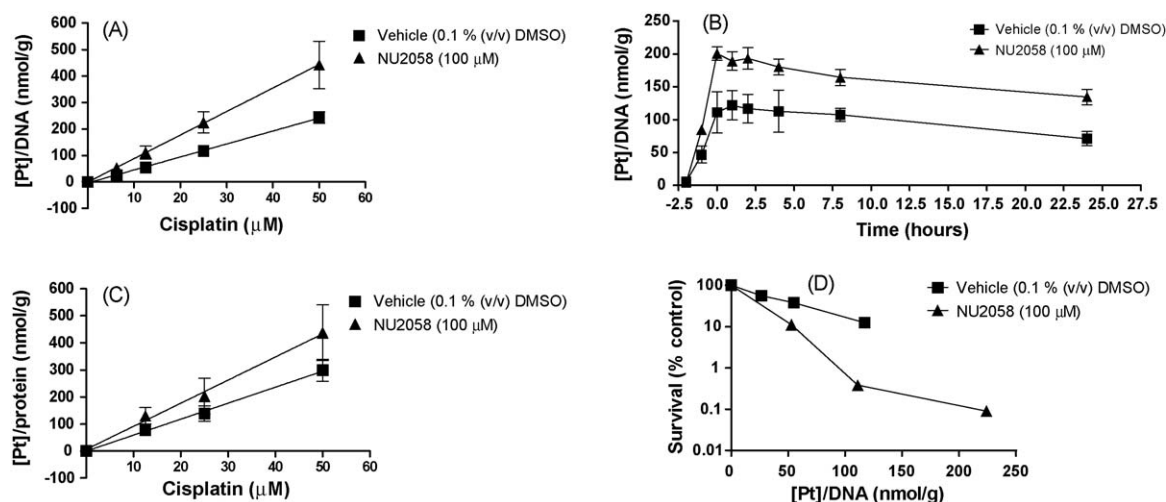 (A)
[Pt]/DNA (nmol/g)
600
500
400
300
200
100
0
-100
10 20 30 40 50 60
Cisplatin (μM)
Vehicle (0.1 % (v/v) DMSO)
NU2058 (100 μM)
(B)
[Pt]/DNA (nmol/g)
250
200
150
100
50
0
-2.5 0.0 2.5 5.0 7.5 10.0 12.5 15.0 17.5 20.0 22.5 25.0 27.5
Time (hours)
Vehicle (0.1 % (v/v) DMSO)
NU2058 (100 μM)
(C)
[Pt]/protein (nmol/g)
600
500
400
300
200
100
0
-100
10 20 30 40 50 60
Cisplatin (μM)
Vehicle (0.1 % (v/v) DMSO)
NU2058 (100 μM)
(D)
Survival (% control)
100
10
1
0.1
0.01
0 50 100 150 200 250
[Pt]/DNA (nmol/g)
Vehicle (0.1 % (v/v) DMSO)
NU2058 (100 μM)